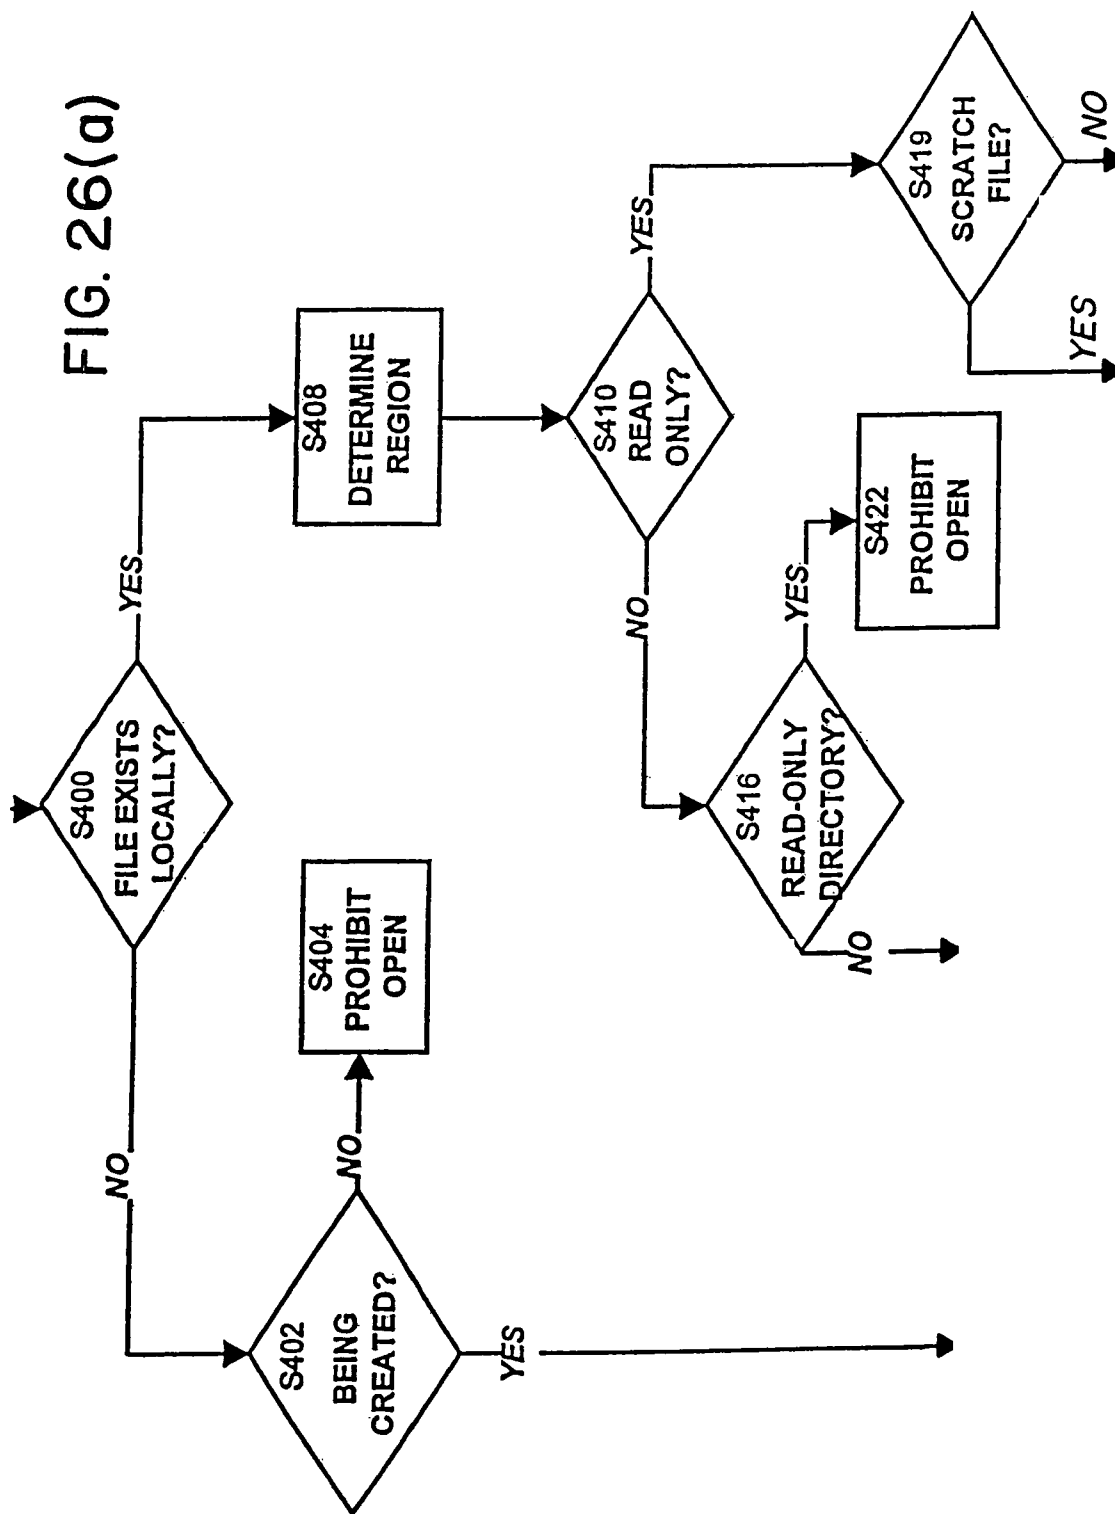 FIG. 26(a)
S400
FILE EXISTS
LOCALLY?
NO
YES
S402
BEING
CREATED?
NO
YES
S404
PROHIBIT
OPEN
S408
DETERMINE
REGION
S410
READ
ONLY?
NO
YES
S416
READ-ONLY
DIRECTORY?
NO
YES
S422
PROHIBIT
OPEN
S419
SCRATCH
FILE?
YES
NO